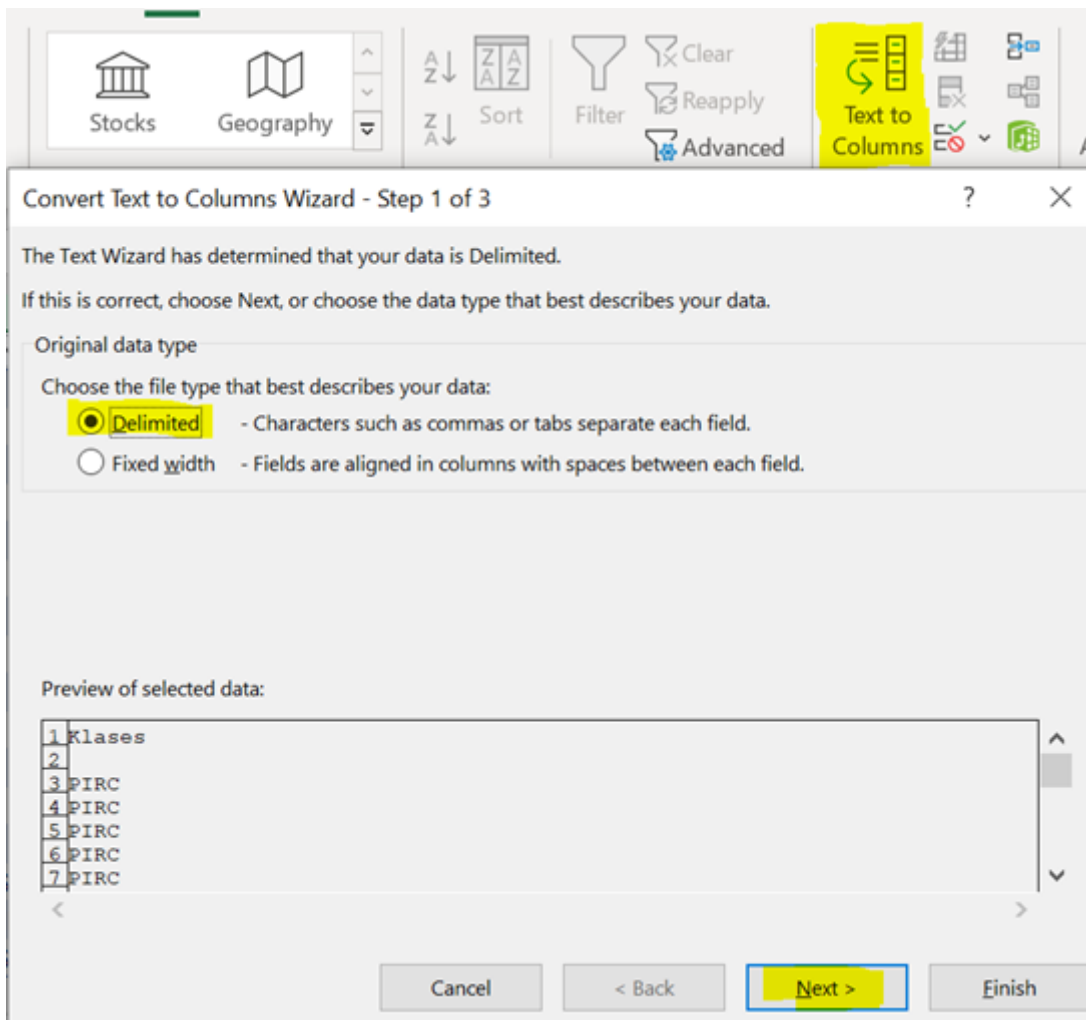 Stocks
Geography
A
Z
Z
A
Z A
A Z
Sort
Filter
Clear
Reapply
Advanced
Text to
Columns
Convert Text to Columns Wizard - Step 1 of 3
?
The Text Wizard has determined that your data is Delimited.
If this is correct, choose Next, or choose the data type that best describes your data.
Original data type
Choose the file type that best describes your data:
Delimited - Characters such as commas or tabs separate each field.
Fixed width - Fields are aligned in columns with spaces between each field.
Preview of selected data:
1 Klases
2
3 PIRC
4 PIRC
5 PIRC
6 PIRC
7 PIRC
Cancel < Back Next > Finish